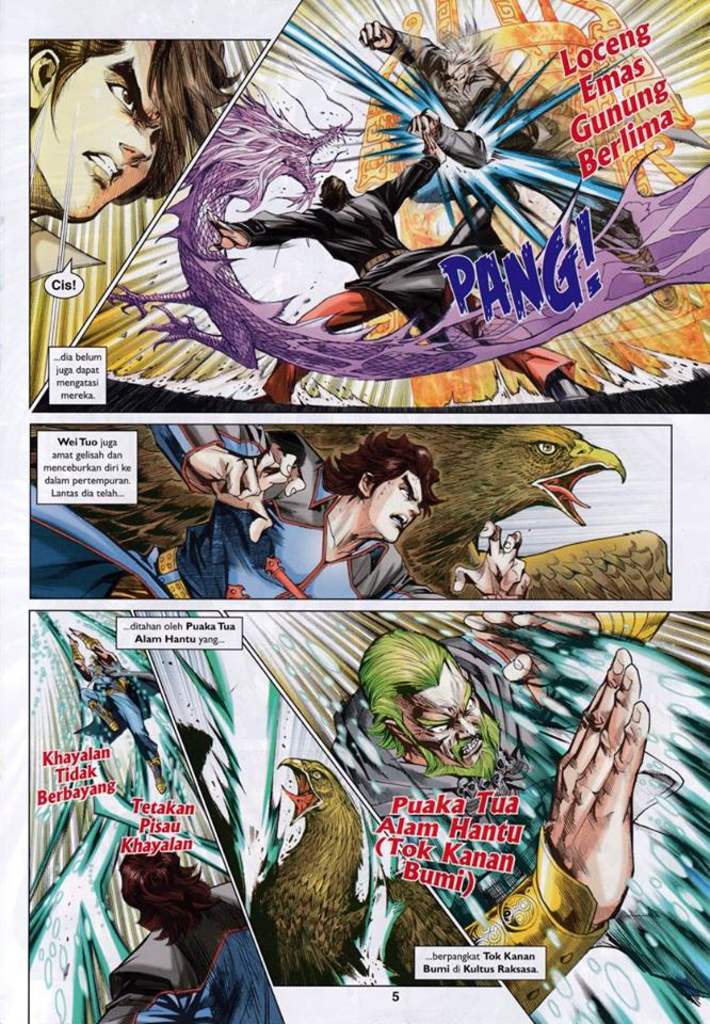 Loceng
Emas
Gunung
Berlima
PANG!
Cis!
...dia belum
juga dapat
mengatasi
mereka.
Wei Tuo juga
amat gelisah dan
menceburkan diri ke
dalam pertempuran.
Lantas dia telah...
...ditahan oleh Puaka Tua
Alam Hantu yang...
Khayalan
Tidak
Berbayang
Tetakan
Pisau
Khayalan
Puaka Tua
Alam Hantu
(Tok Kanan
Bumi)
...berpangkat Tok Kanan
Bumi di Kultus Raksasa.
5